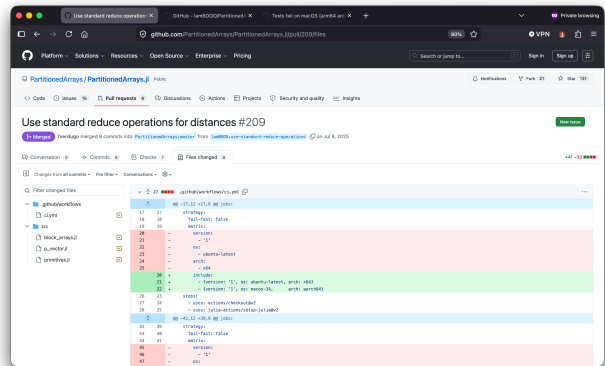 Use standard reduce operation
GitHub - lam8OOO/Partitioned
Tests fail on macOS (arm64 arc
Private browsing
github.com/PartitionedArrays/PartitionedArrays.jl/pull/209/files
80%
VPN
Platform
Solutions
Resources
Open Source
Enterprise
Pricing
Search or jump to...
Sign in
Sign up
PartitionedArrays / PartitionedArrays.jl Public
Notifications
Fork 21
Star 131
Code
Issues 15
Pull requests 6
Discussions
Actions
Projects
Security and quality
Insights
Use standard reduce operations for distances #209
New issue
Merged
fverdugo merged 9 commits into PartitionedArrays:master from lam8OOO:use-standard-reduce-operations on Jul 8, 2025
Conversation 0
Commits 9
Checks 7
Files changed 4
+41 -33
Changes from all commits
File filter
Conversations
Filter changed files
.github/workflows
ci.yml
src
block_arrays.jl
p_vector.jl
primitives.jl
27 .github/workflows/ci.yml
@@ -17,12 +17,9 @@ jobs:
17 17 strategy:
18 18 fail-fast: false
19 19 matrix:
20 - version:
21 - - '1'
22 - os:
23 - - ubuntu-latest
24 - arch:
25 - - x64
20 + include:
21 + - {version: '1', os: ubuntu-latest, arch: x64}
22 + - {version: '1', os: macos-14, arch: aarch64}
26 23 steps:
27 24 - uses: actions/checkout@v2
28 25 - uses: julia-actions/setup-julia@v2
@@ -42,13 +39,9 @@ jobs:
42 39 strategy:
43 40 fail-fast: false
44 41 matrix:
45 - version:
46 - - '1'
47 - os: